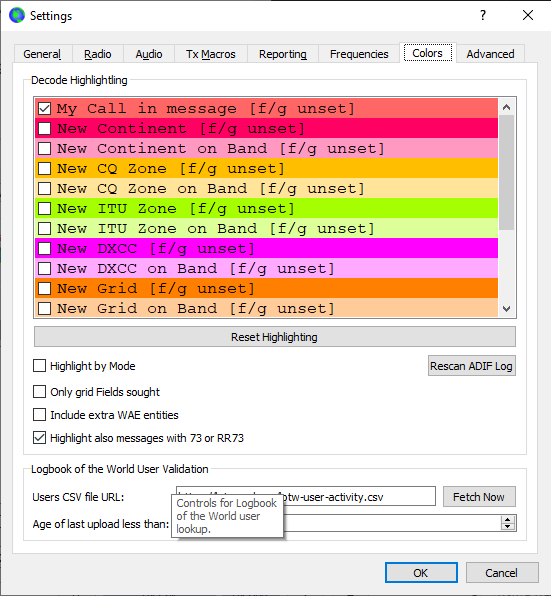 Settings
General
Radio
Audio
Tx Macros
Reporting
Frequencies
Colors
Advanced
Decode Highlightling
My Call in message [f/g unset]
New Continent [f/g unset]
New Continent on Band [f/g unset]
New CQ Zone [f/g unset]
New CQ Zone on Band [f/g unset]
New ITU Zone [f/g unset]
New ITU Zone on Band [f/g unset]
New DXCC [f/g unset]
New DXCC on Band [f/g unset]
New Grid [f/g unset]
New Grid on Band [f/g unset]
Reset Highlighting
Highlight by Mode
Rescan ADIF Log
Only grid Fields sought
Include extra WAE entities
Highlight also messages with 73 or RR73
Logbook of the World User Validation
Users CSV file URL:
otw-user-activity.csv
Fetch Now
Controls for Logbook
of the World user
lookup.
Age of last upload less than:
OK
Cancel